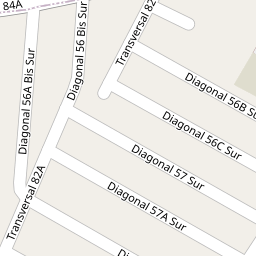 84A
Diagonal 56A Bis Sur
Diagonal 56 Bis Sur
Transversal 82
Diagonal 56B S
Diagonal 56C Sur
Diagonal 57 Sur
Diagonal 57A Sur
Transversal 82A
Di